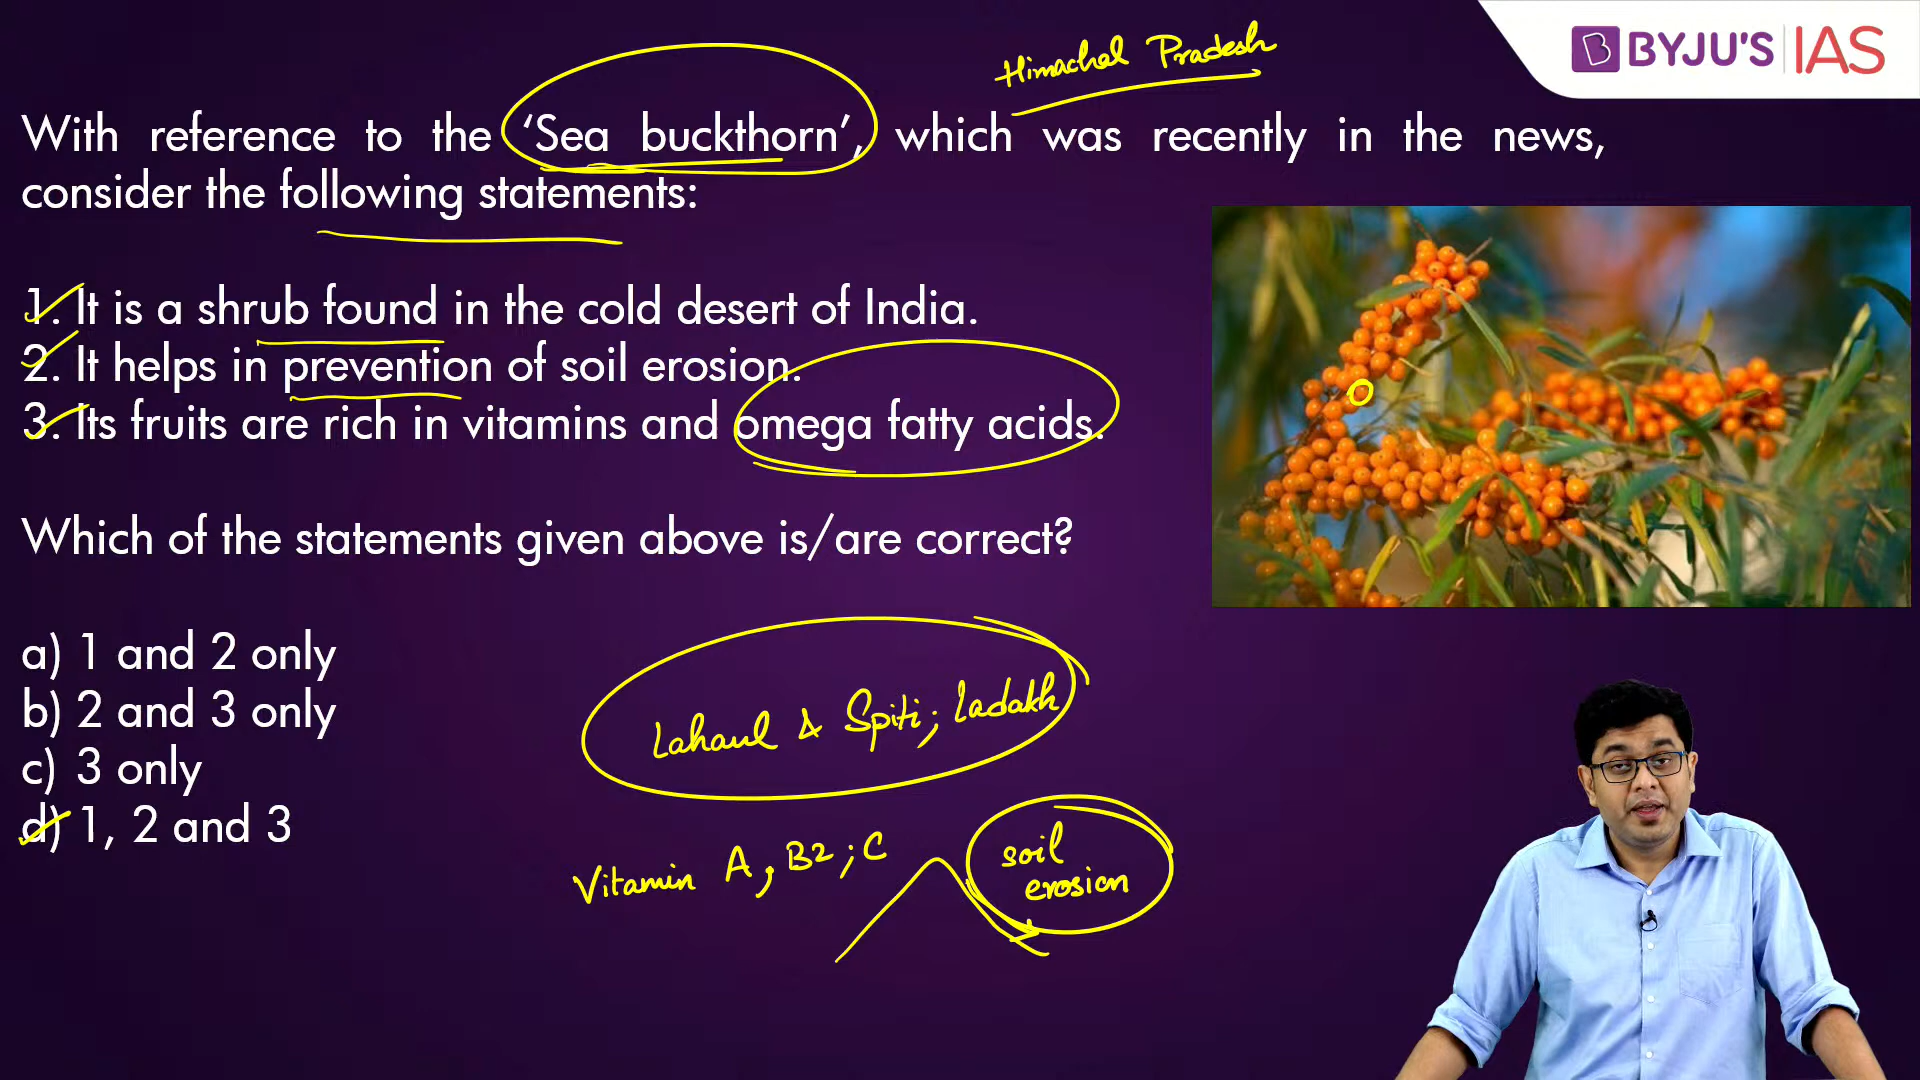 Himachal Pradesh
BYJU'S IAS
With reference to the ‘Sea buckthorn’, which was recently in the news,
consider the following statements:
1. It is a shrub found in the cold desert of India.
2. It helps in prevention of soil erosion.
3. Its fruits are rich in vitamins and omega fatty acids.
Which of the statements given above is/are correct?
a) 1 and 2 only
b) 2 and 3 only
c) 3 only
d) 1, 2 and 3
Lahaul & Spiti; Ladakh
Vitamin A, B2; C
soil
erosion